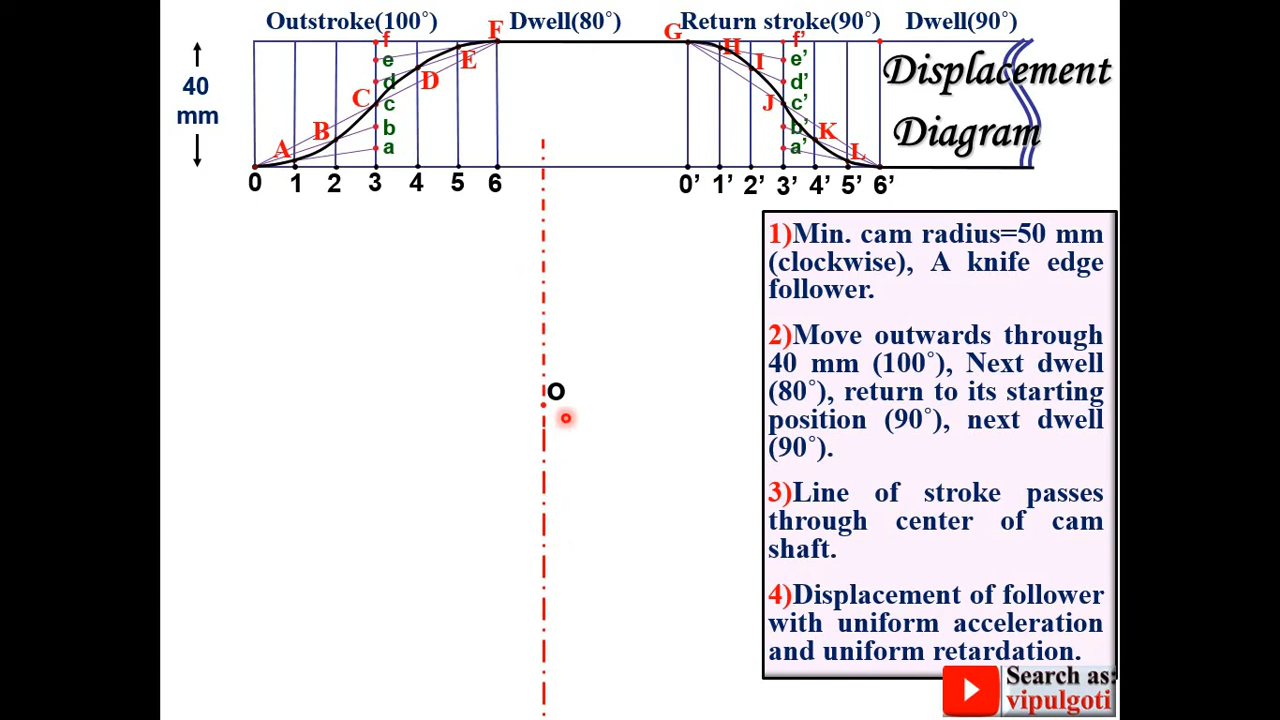 Outstroke(100˚) Dwell(80˚) Return stroke(90˚) Dwell(90˚)
F f G f'
e E H e'
40 mm
d D I d'
C c J c'
B b b' K
A a a' L
0 1 2 3 4 5 6 0' 1' 2' 3' 4' 5' 6'
Displacement
Diagram
O
1)Min. cam radius=50 mm
(clockwise), A knife edge
follower.
2)Move outwards through
40 mm (100˚), Next dwell
(80˚), return to its starting
position (90˚), next dwell
(90˚).
3)Line of stroke passes
through center of cam
shaft.
4)Displacement of follower
with uniform acceleration
and uniform retardation.
Search as:
vipulgoti